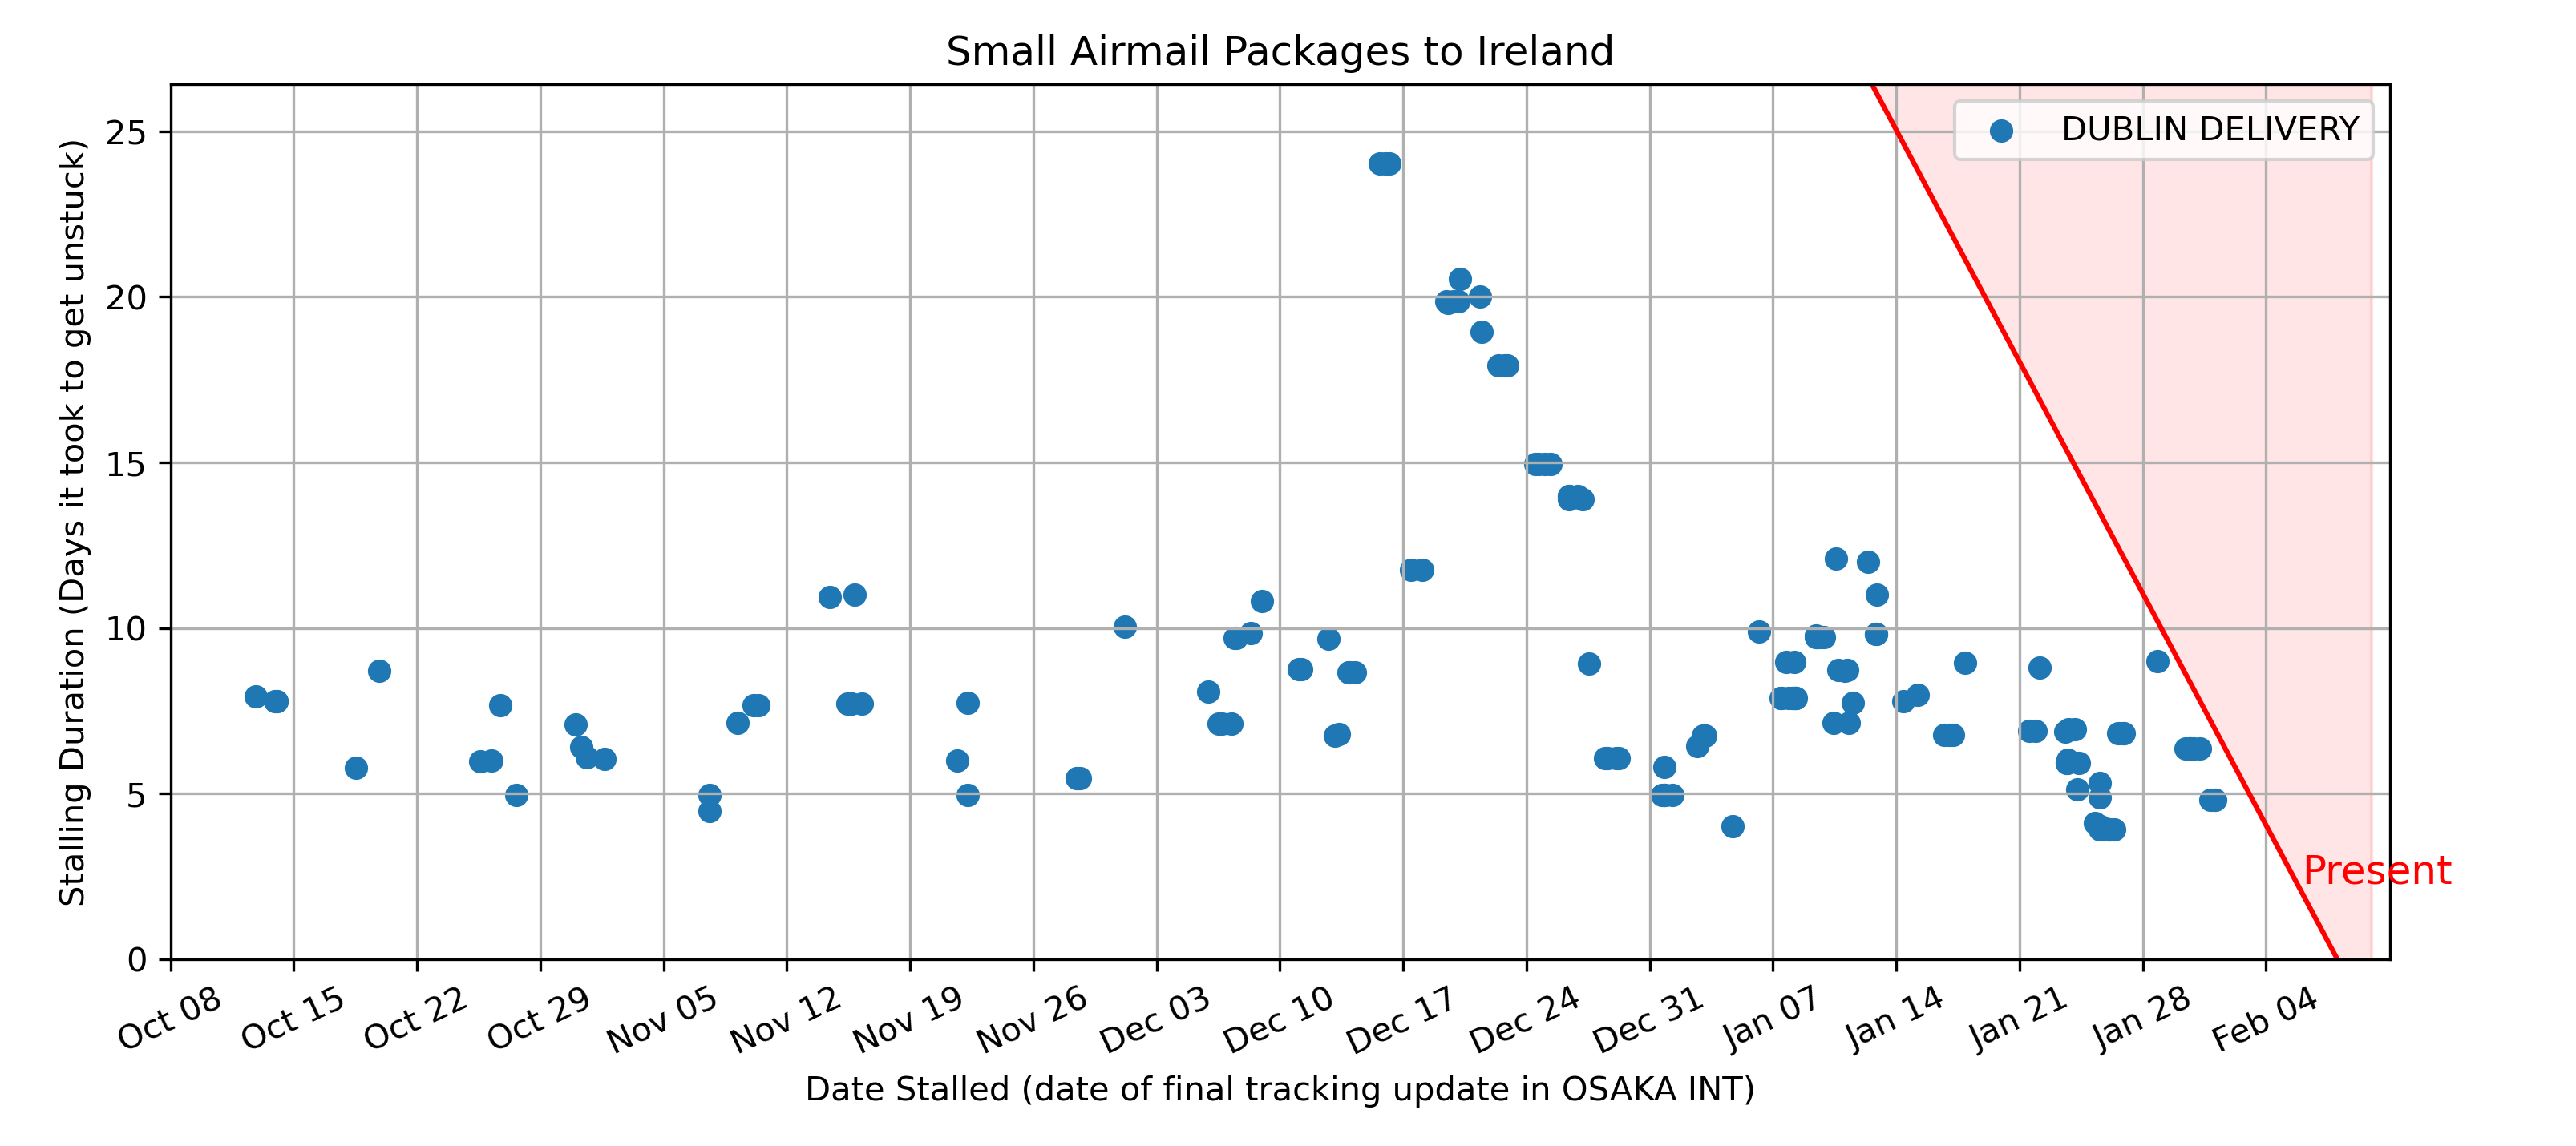 Small Airmail Packages to Ireland
DUBLIN DELIVERY
25
20
15
10
5
0
Stalling Duration (Days it took to get unstuck)
Present
Oct 08
Oct 15
Oct 22
Oct 29
Nov 05
Nov 12
Nov 19
Nov 26
Dec 03
Dec 10
Dec 17
Dec 24
Dec 31
Jan 07
Jan 14
Jan 21
Jan 28
Feb 04
Date Stalled (date of final tracking update in OSAKA INT)